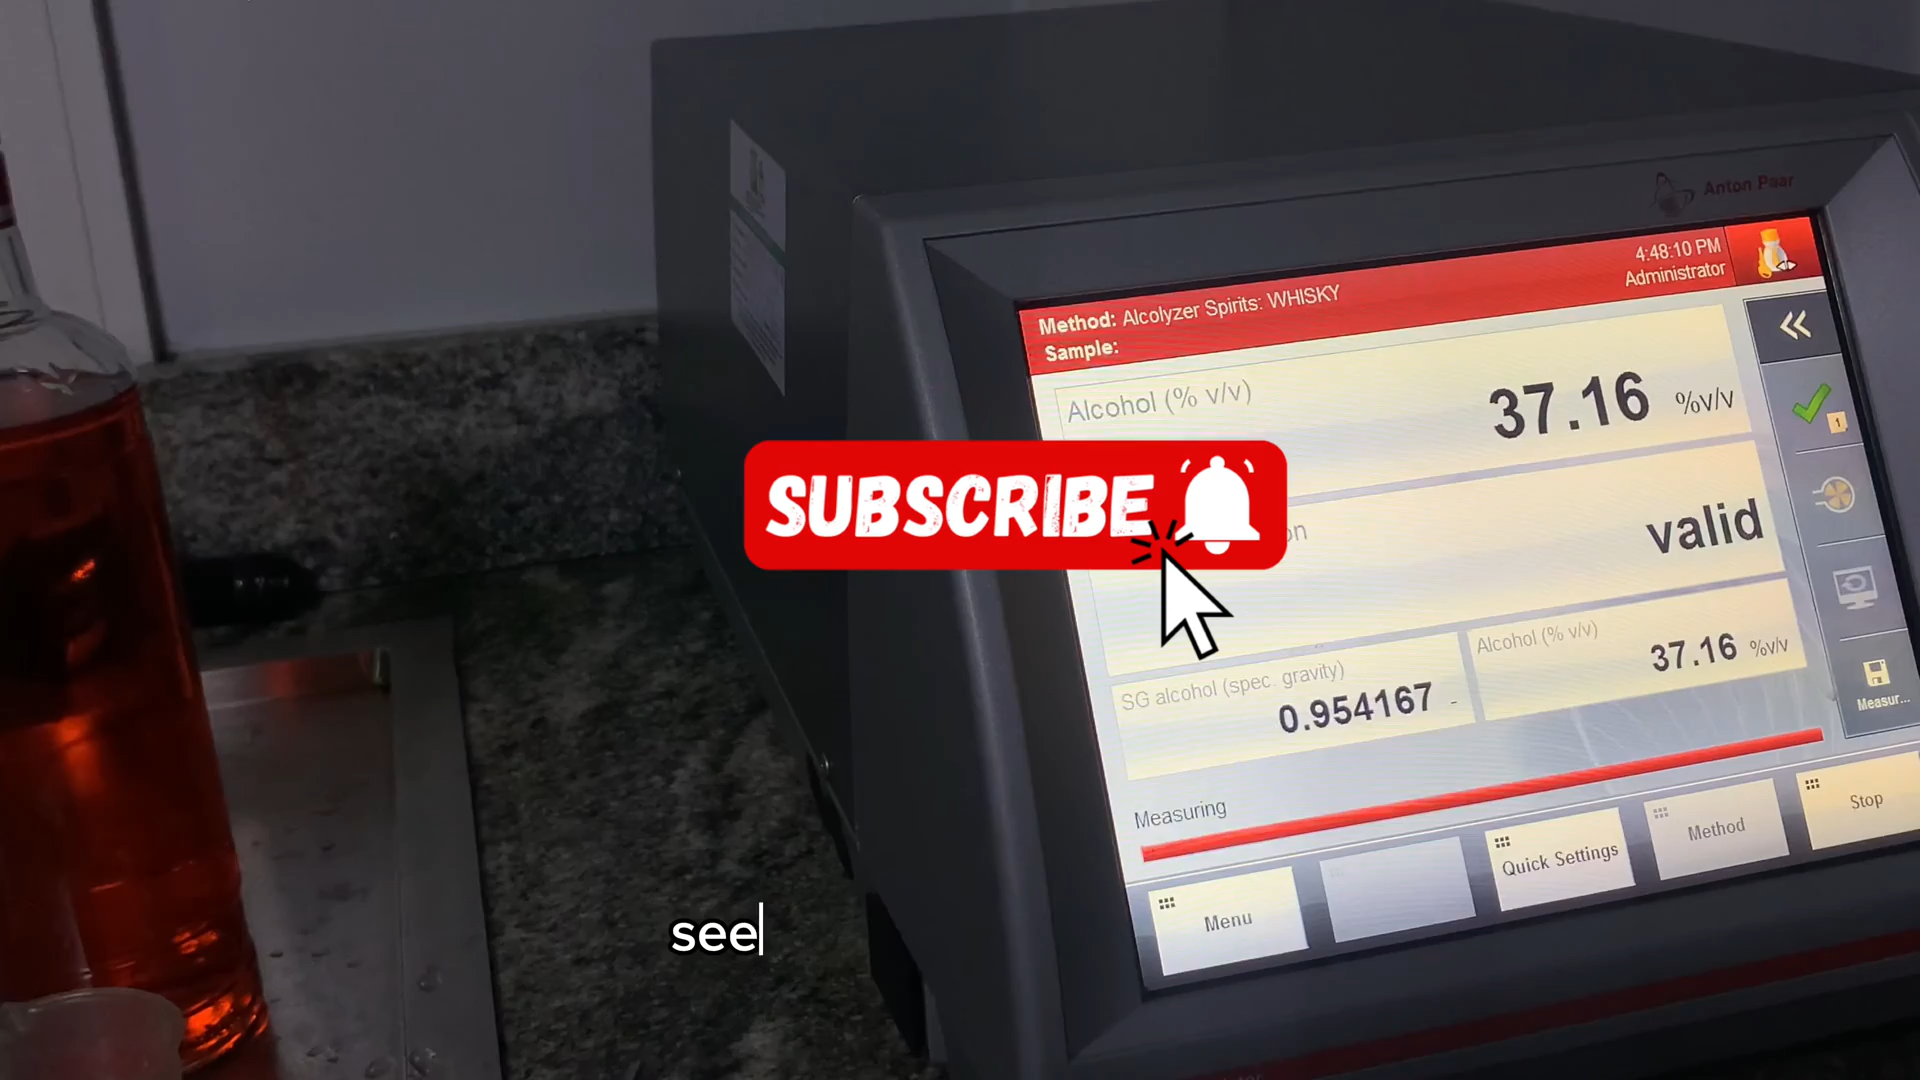 Anton Paar
4:48:10 PM
Administrator
Method: Alcolyzer Spirits: WHISKY
Sample:
Alcohol (% v/v)
37.16 %v/v
SUBSCRIBE
valid
SG alcohol (spec. gravity)
0.954167 -
Alcohol (% v/v)
37.16 %v/v
1
Measur...
Measuring
Menu
Quick Settings
Method
Stop
see